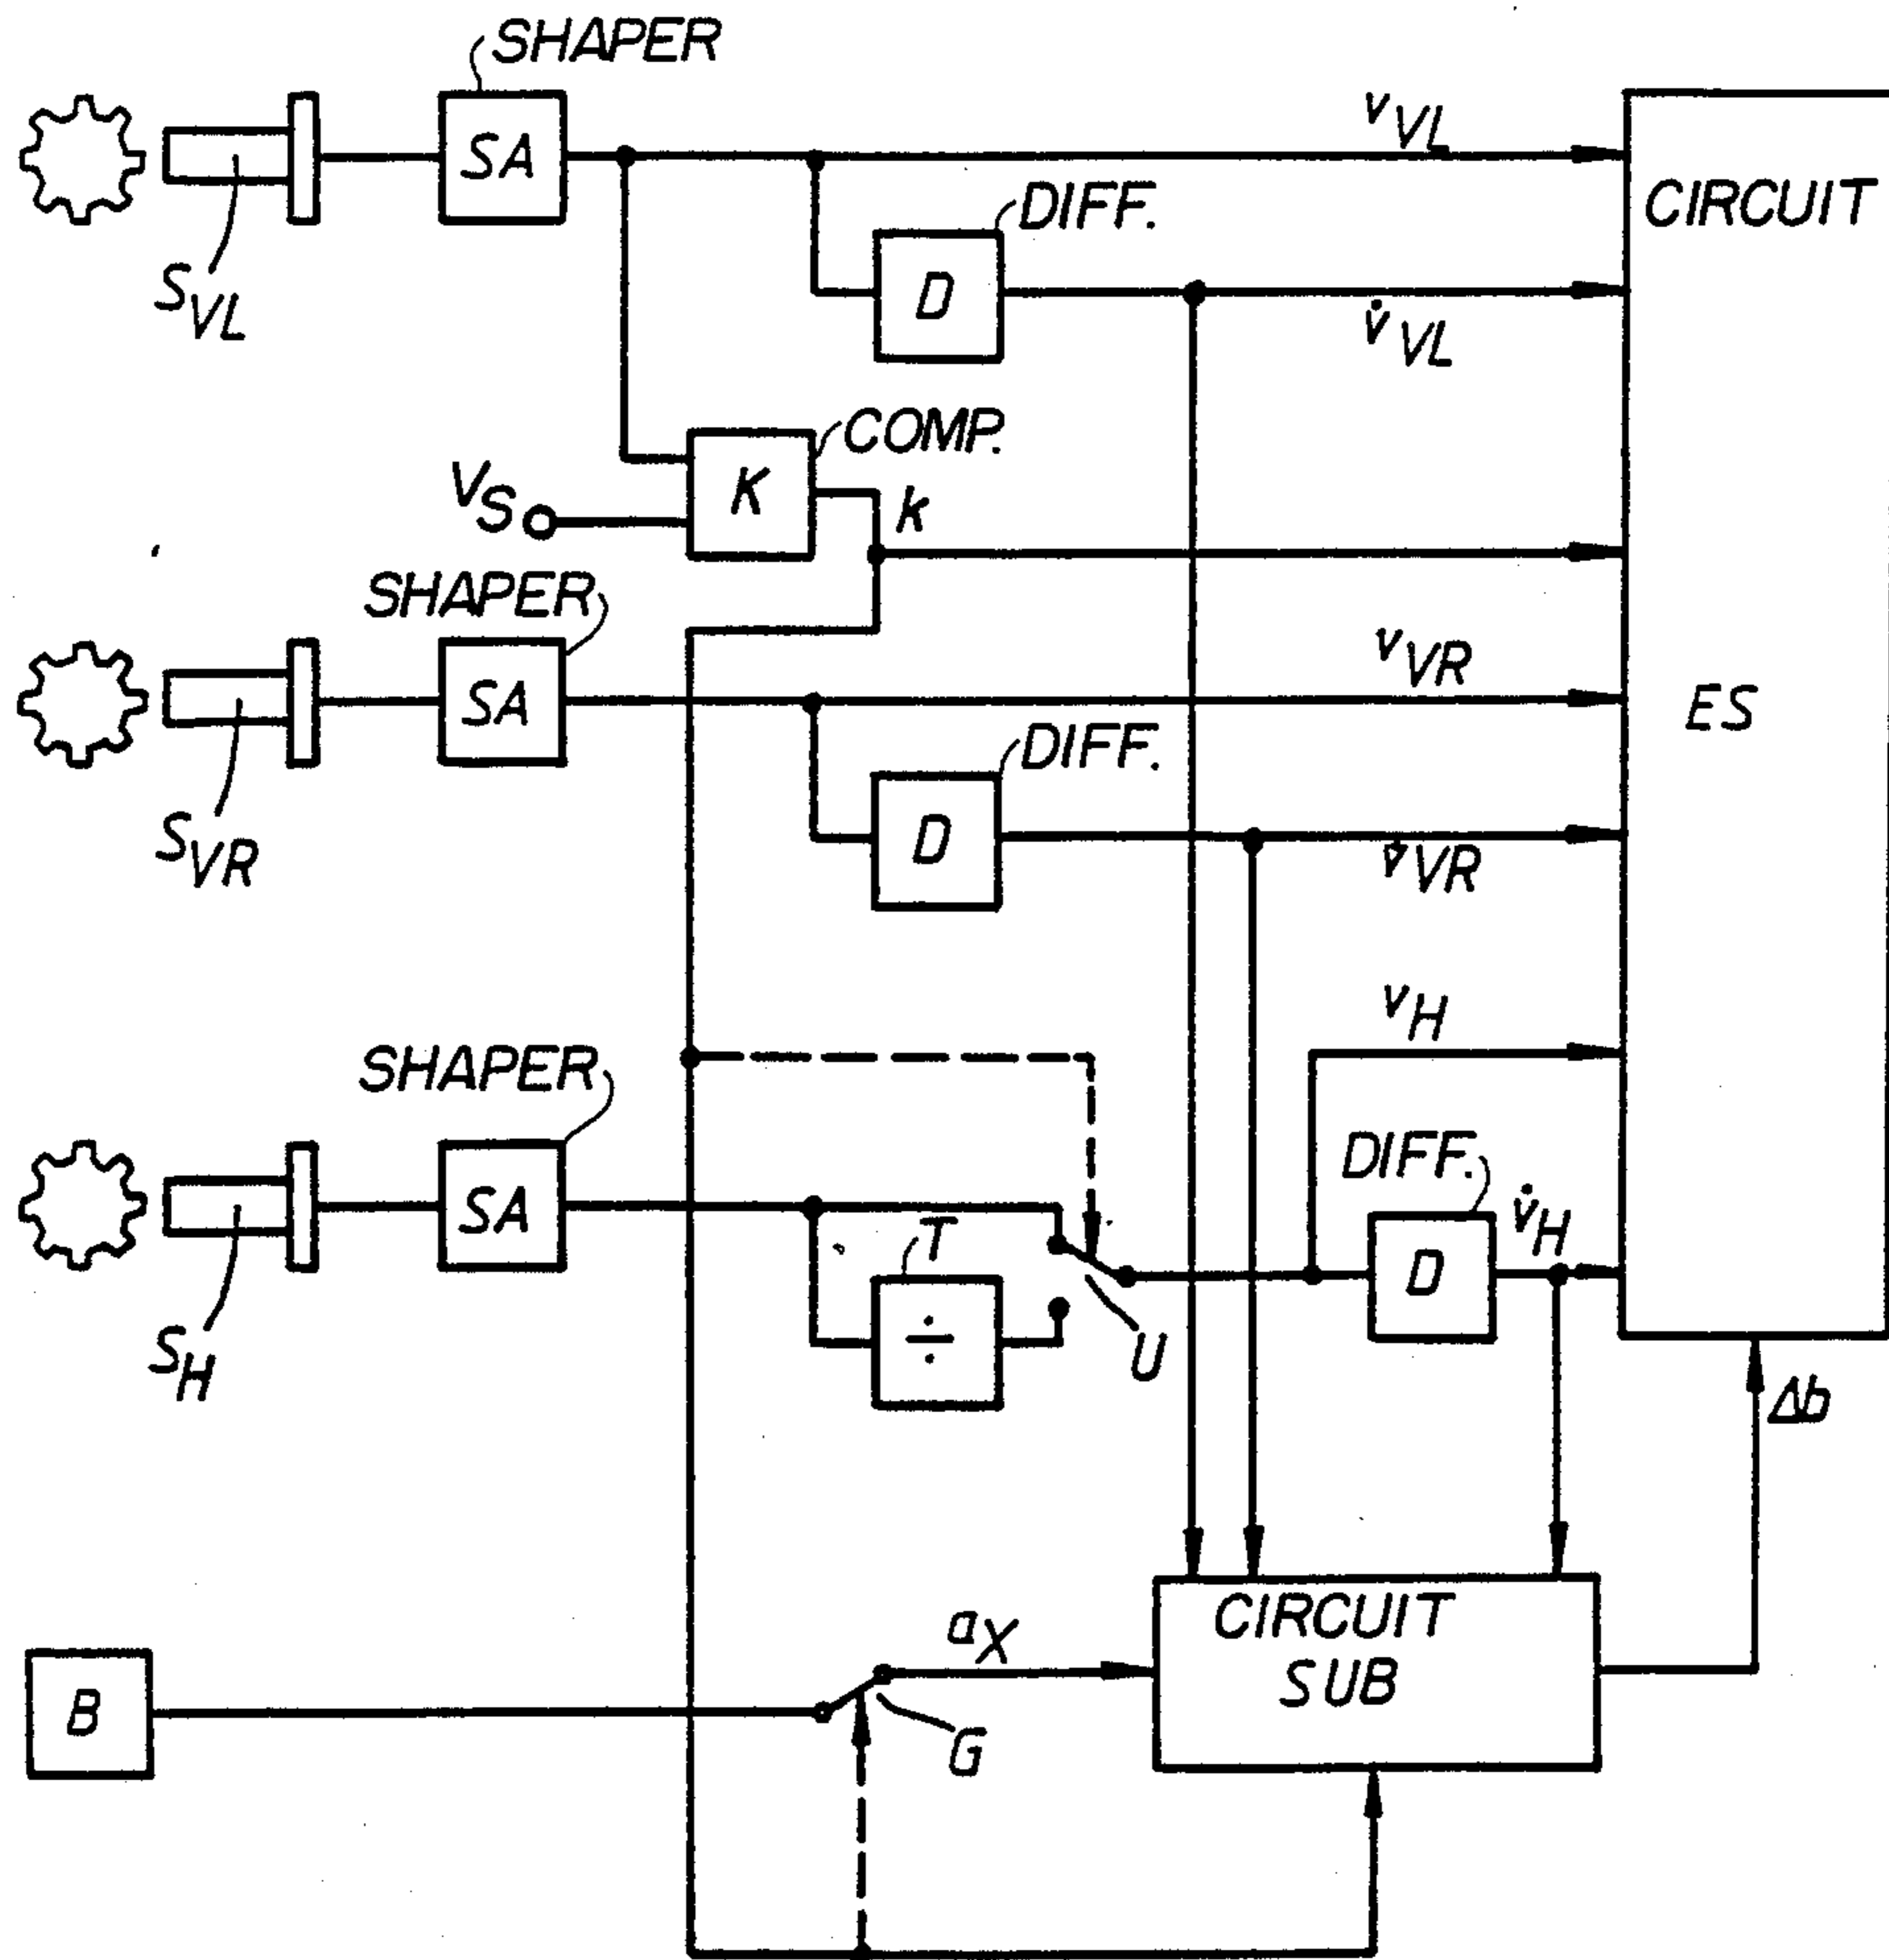 SHAPER
SA
v_VL
CIRCUIT
DIFF.
D
S_VL
v̇_VL
COMP.
K
V_S
k
SHAPER
SA
v_VR
ES
DIFF.
D
S_VR
v̇_VR
v_H
SHAPER
SA
DIFF.
v̇_H
D
T
÷
U
S_H
Δb
CIRCUIT
SUB
a_X
B
G